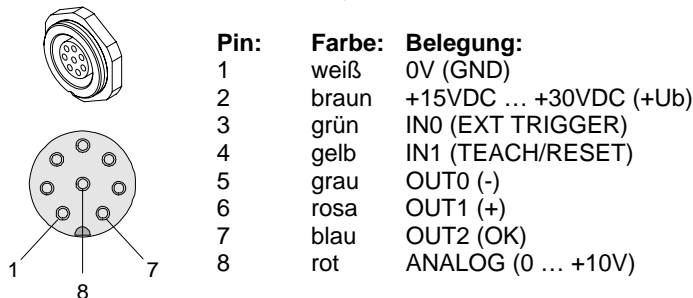 Pin: Farbe: Belegung:
1 weiß 0V (GND)
2 braun +15VDC … +30VDC (+Ub)
3 grün IN0 (EXT TRIGGER)
4 gelb IN1 (TEACH/RESET)
5 grau OUT0 (-)
6 rosa OUT1 (+)
7 blau OUT2 (OK)
8 rot ANALOG (0 … +10V)
1 7
8